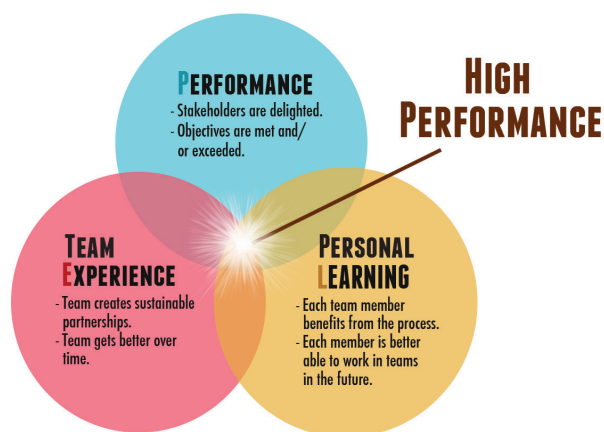 PERFORMANCE
- Stakeholders are delighted.
- Objectives are met and/
or exceeded.
HIGH
PERFORMANCE
TEAM
EXPERIENCE
- Team creates sustainable
partnerships.
- Team gets better over
time.
PERSONAL
LEARNING
- Each team member
benefits from the process.
- Each member is better
able to work in teams
in the future.